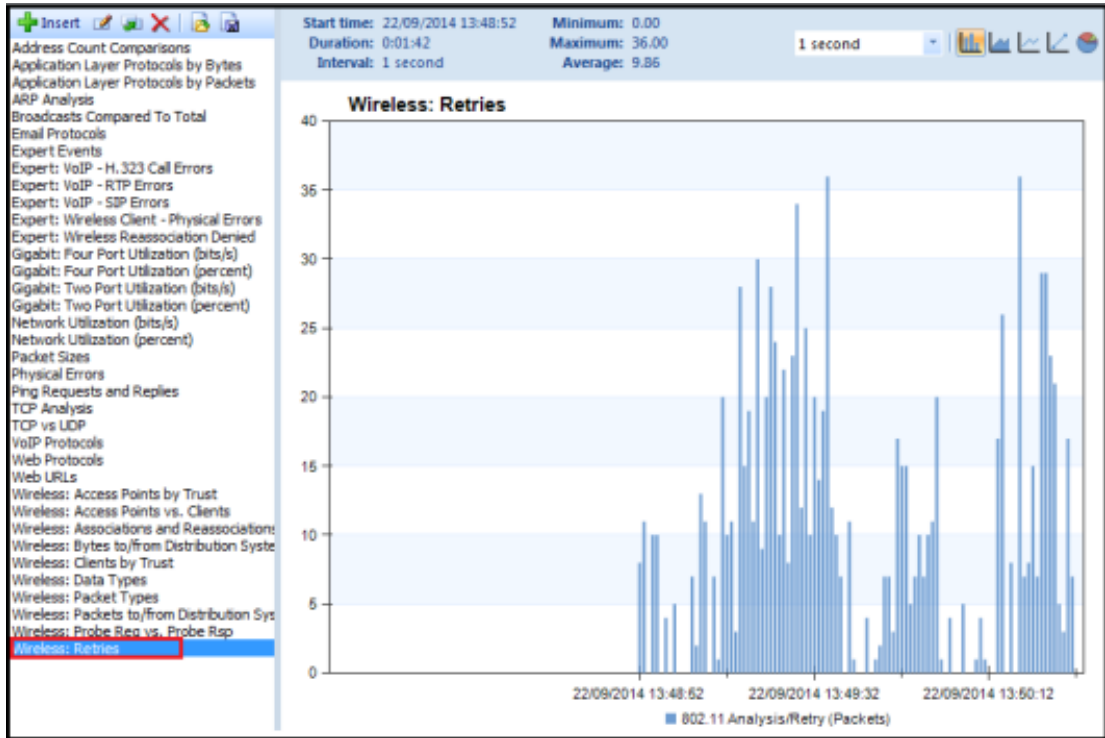 Insert
Address Count Comparisons
Application Layer Protocols by Bytes
Application Layer Protocols by Packets
ARP Analysis
Broadcasts Compared To Total
Email Protocols
Expert Events
Expert: VoIP - H.323 Call Errors
Expert: VoIP - RTP Errors
Expert: VoIP - SIP Errors
Expert: Wireless Client - Physical Errors
Expert: Wireless Reassociation Denied
Gigabit: Four Port Utilization (bits/s)
Gigabit: Four Port Utilization (percent)
Gigabit: Two Port Utilization (bits/s)
Gigabit: Two Port Utilization (percent)
Network Utilization (bits/s)
Network Utilization (percent)
Packet Sizes
Physical Errors
Ping Requests and Replies
TCP Analysis
TCP vs UDP
VoIP Protocols
Web Protocols
Web URLs
Wireless: Access Points by Trust
Wireless: Access Points vs. Clients
Wireless: Associations and Reassociations
Wireless: Bytes to/from Distribution Syste
Wireless: Clients by Trust
Wireless: Data Types
Wireless: Packet Types
Wireless: Packets to/from Distribution Sys
Wireless: Probe Req vs. Probe Rsp
Wireless: Retries
Start time: 22/09/2014 13:48:52 Minimum: 0.00
Duration: 0:01:42 Maximum: 36.00
Interval: 1 second Average: 9.86
1 second
Wireless: Retries
40
35
30
25
20
15
10
5
0
22/09/2014 13:48:52 22/09/2014 13:49:32 22/09/2014 13:50:12
802.11 Analysis/Retry (Packets)